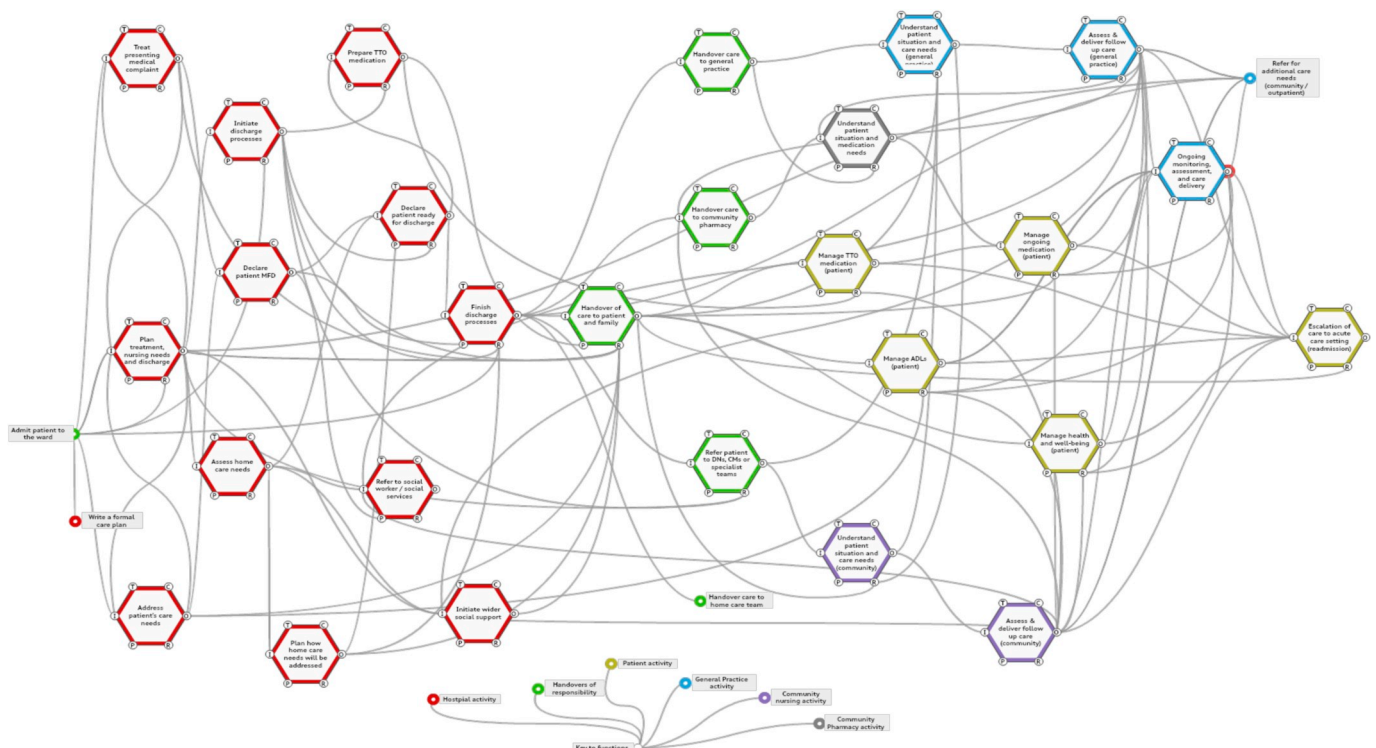 Treat
presenting
medical
complaint
Prepare TTO
medication
Handover care
to general
practice
Understand
patient
situation and
care needs
(general
practice)
Assess &
deliver follow
up care
(general
practice)
Refer for
additional care
needs
(community /
outpatient)
Initiate
discharge
processes
Understand
patient
situation and
medication
needs
Ongoing
monitoring,
assessment,
and care
delivery
Declare
patient ready
for discharge
Handover care
to community
pharmacy
Declare
patient MFD
Manage TTO
medication
(patient)
Manage
ongoing
medication
(patient)
Finish
discharge
processes
Handover of
care to patient
and family
Plan
treatment,
nursing needs
and discharge
Manage ADLs
(patient)
Escalation of
care to acute
care setting
(readmission)
Admit patient to
the ward
Manage health
and well-being
(patient)
Assess home
care needs
Refer to social
worker / social
services
Refer patient
to DNs, CMs or
specialist
teams
Write a formal
care plan
Understand
patient
situation and
care needs
(community)
Address
patient's care
needs
Initiate wider
social support
Handover care to
home care team
Assess &
deliver follow
up care
(community)
Plan how
home care
needs will be
addressed
Patient activity
Hostpial activity
Handovers of
responsibility
General Practice
activity
Community
nursing activity
Community
Pharmacy activity
Key to functions